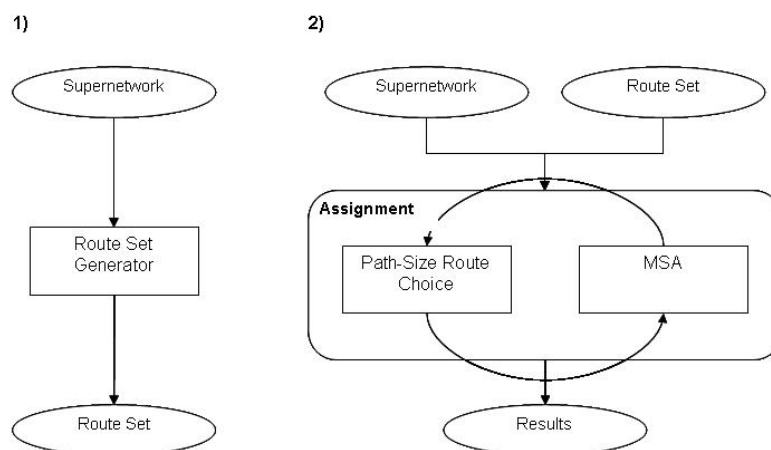 1)
Supernetwork
Route Set
Generator
Route Set
2)
Supernetwork
Route Set
Assignment
Path-Size Route
Choice
MSA
Results